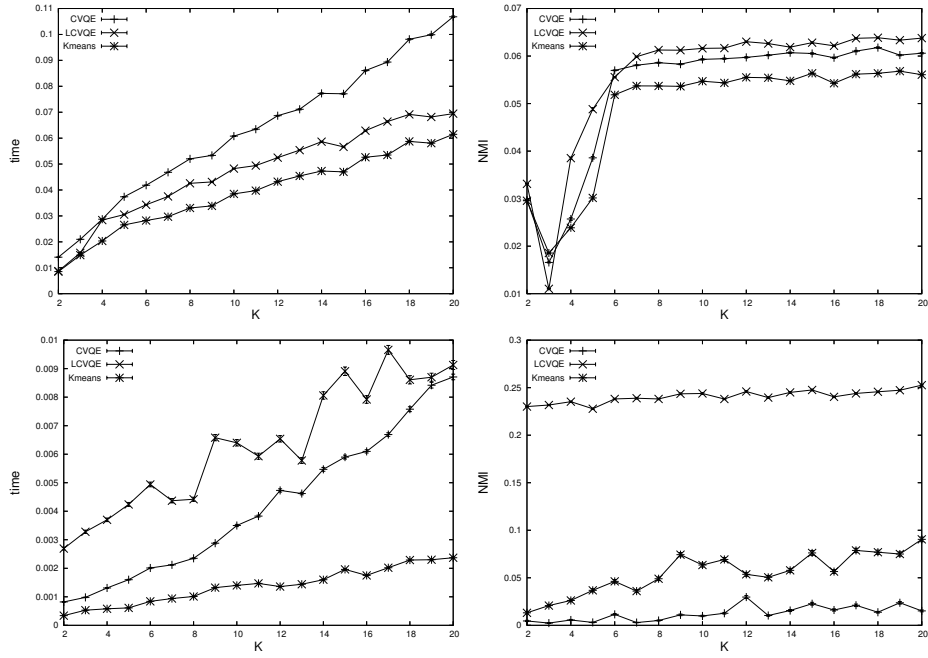 0.11
0.1
0.09
0.08
0.07
0.06
0.05
0.04
0.03
0.02
0.01
0
time
CVQE
LCVQE
Kmeans
2 4 6 8 10 12 14 16 18 20
K
0.07
0.06
0.05
0.04
0.03
0.02
0.01
NMI
CVQE
LCVQE
Kmeans
2 4 6 8 10 12 14 16 18 20
K
0.01
0.009
0.008
0.007
0.006
0.005
0.004
0.003
0.002
0.001
0
time
CVQE
LCVQE
Kmeans
2 4 6 8 10 12 14 16 18 20
K
0.3
0.25
0.2
0.15
0.1
0.05
0
NMI
CVQE
LCVQE
Kmeans
2 4 6 8 10 12 14 16 18 20
K